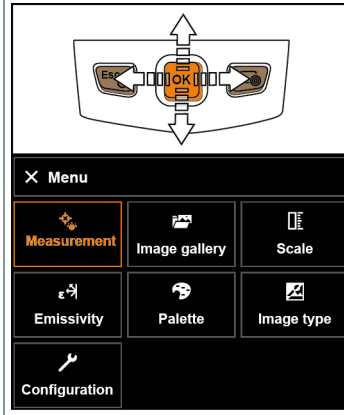 Esc
OK
× Menu
Measurement
Image gallery
Scale
ε
Emissivity
Palette
Image type
Configuration